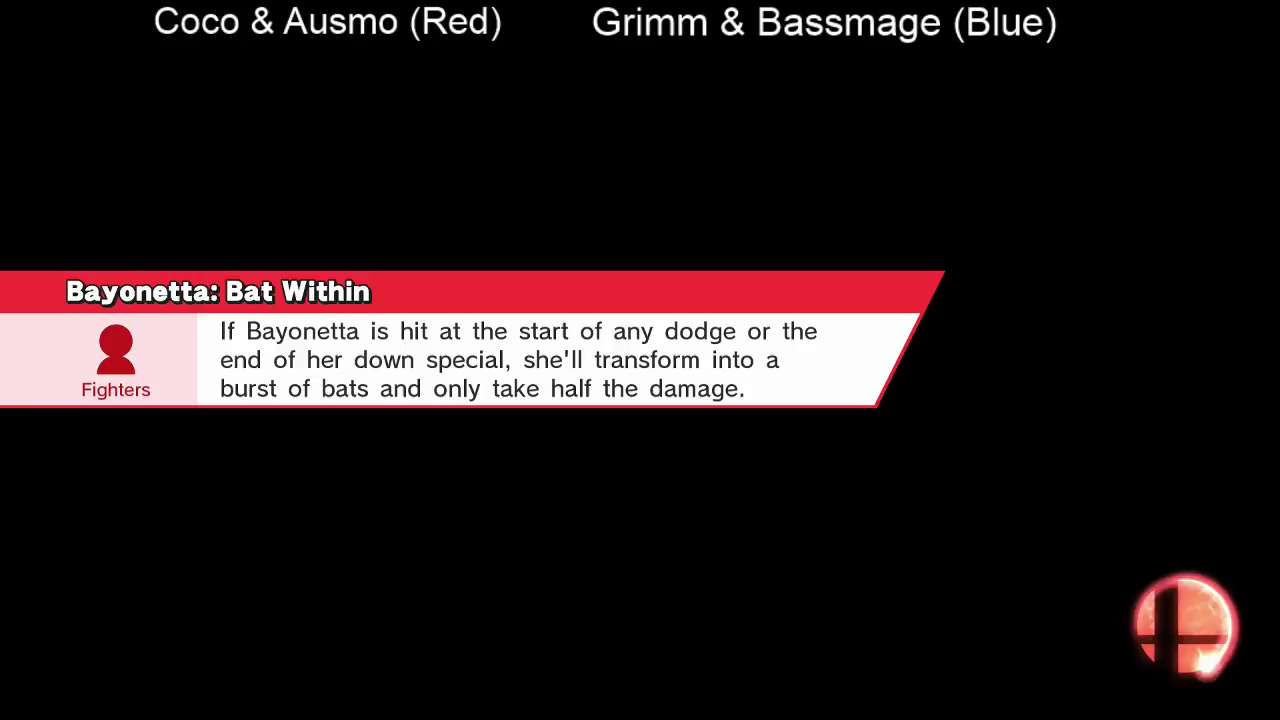 Coco & Ausmo (Red) Grimm & Bassmage (Blue)
Bayonetta: Bat Within
Fighters
If Bayonetta is hit at the start of any dodge or the
end of her down special, she'll transform into a
burst of bats and only take half the damage.